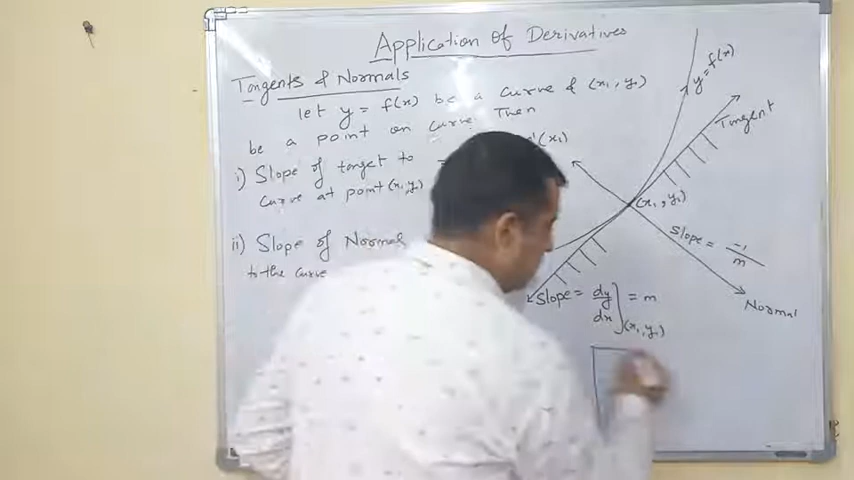 Application of Derivatives
Tangents & Normals
let y = f(x) be a curve & (x₁, y₁)
be a point on curve. Then
i) Slope of tanget to
curve at point (x₁, y₁)
'(x₁)
ii) Slope of Normal
to the curve
y = f(x)
Tangent
(x₁, y₁)
Slope = -1/m
Normal
Slope = dy/dx](x₁, y₁) = m